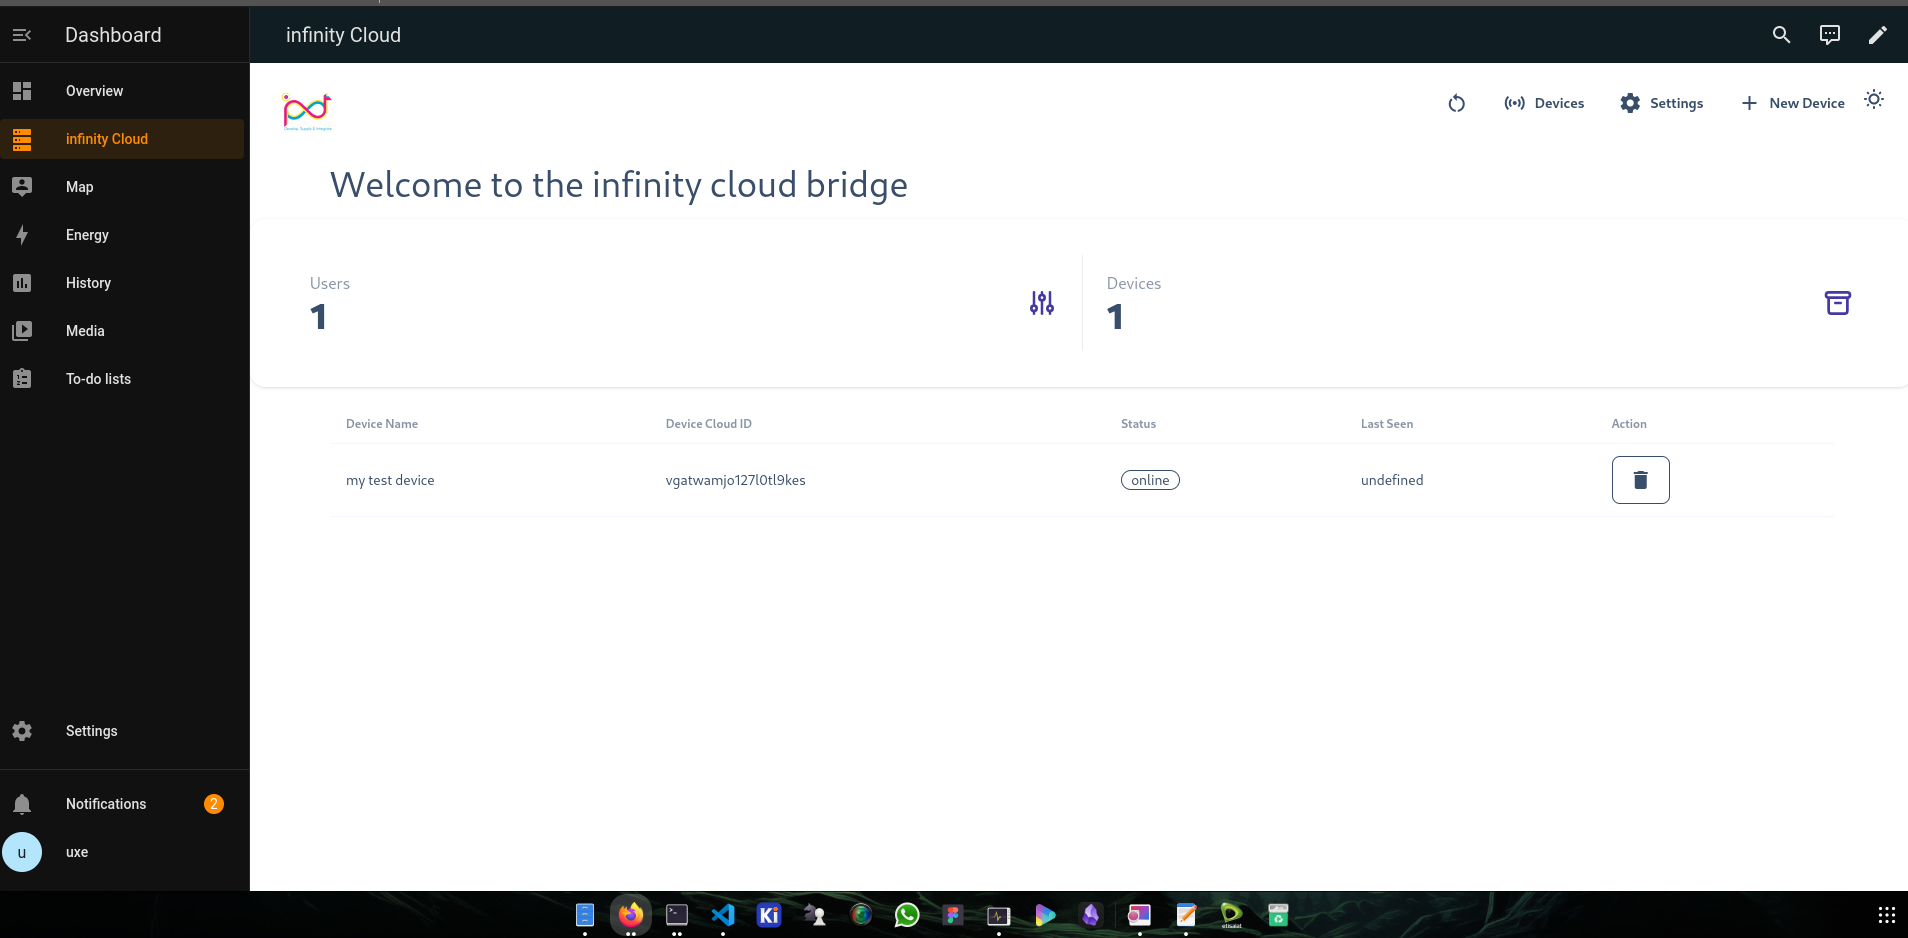 Dashboard
infinity Cloud
Overview
infinity Cloud
Map
Energy
History
Media
To-do lists
Settings
Notifications 2
u uxe
Devices Settings New Device
Welcome to the infinity cloud bridge
Users
1
Devices
1
Device Name Device Cloud ID Status Last Seen Action
my test device vgatwamjo127l0tl9kes online undefined
Ki
etisalat